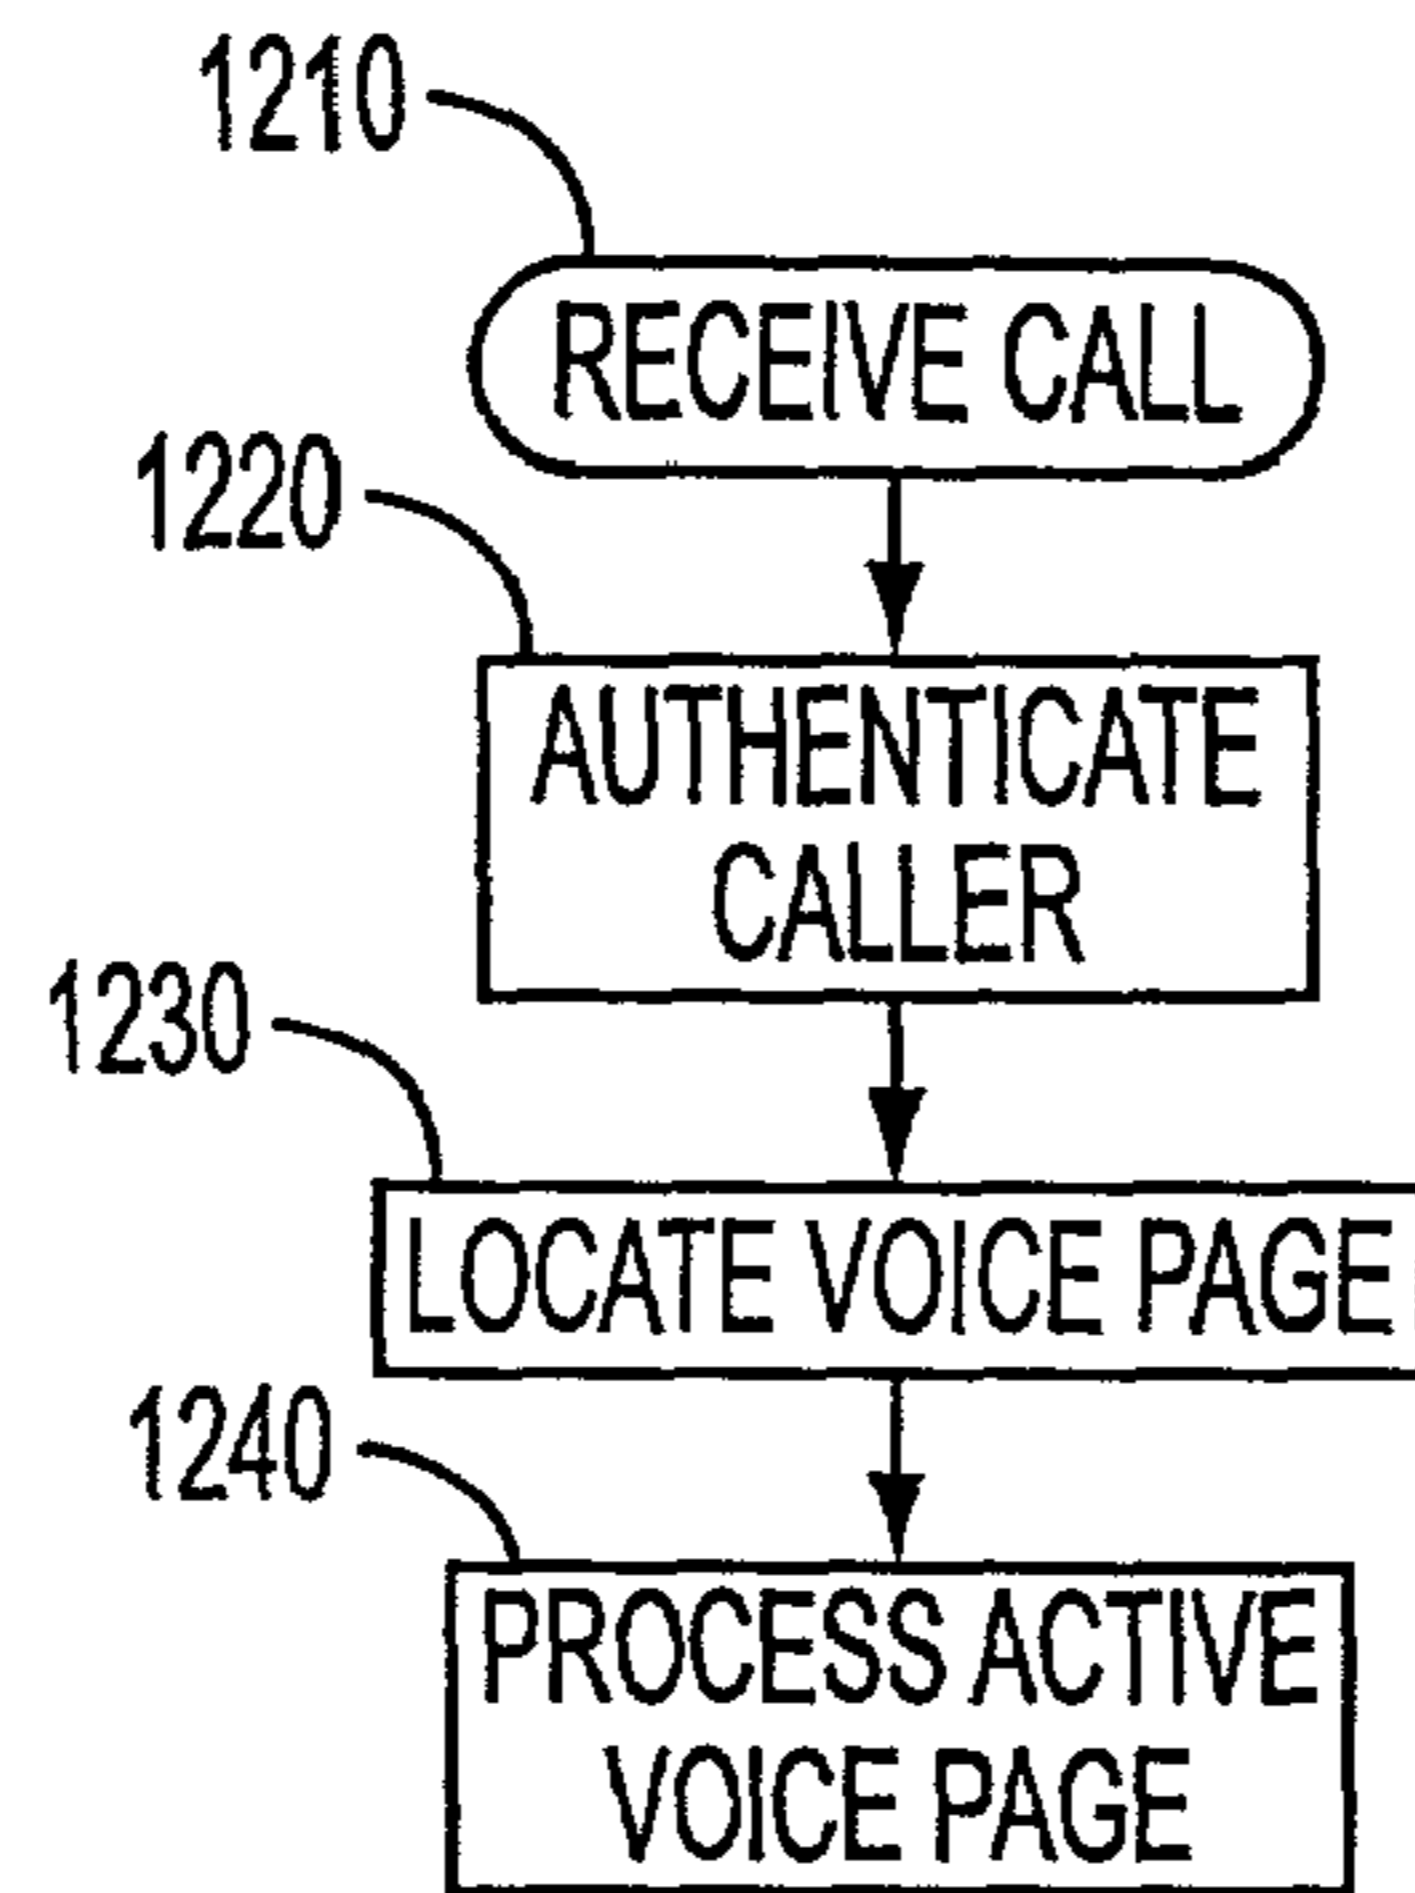 1210
RECEIVE CALL
1220
AUTHENTICATE
CALLER
1230
LOCATE VOICE PAGE
1240
PROCESS ACTIVE
VOICE PAGE